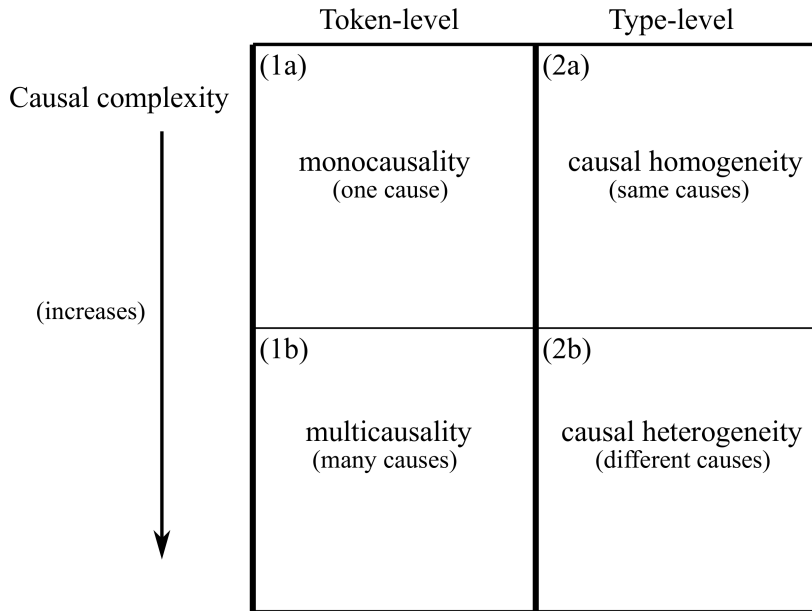 Token-level
Type-level
Causal complexity
(increases)
(1a)
monocausality
(one cause)
(2a)
causal homogeneity
(same causes)
(1b)
multicausality
(many causes)
(2b)
causal heterogeneity
(different causes)